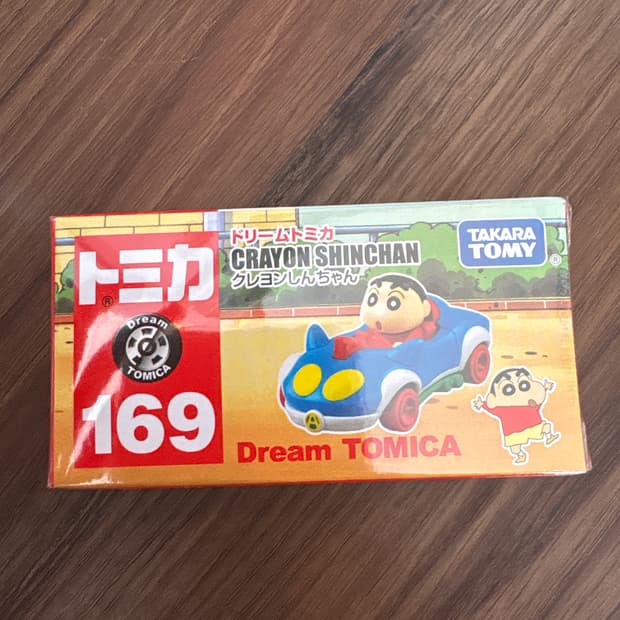 トミカ
®
Dream
TOMICA
169
ドリームトミカ
CRAYON SHINCHAN
クレヨンしんちゃん
TAKARA
TOMY
®
A
Dream TOMICA